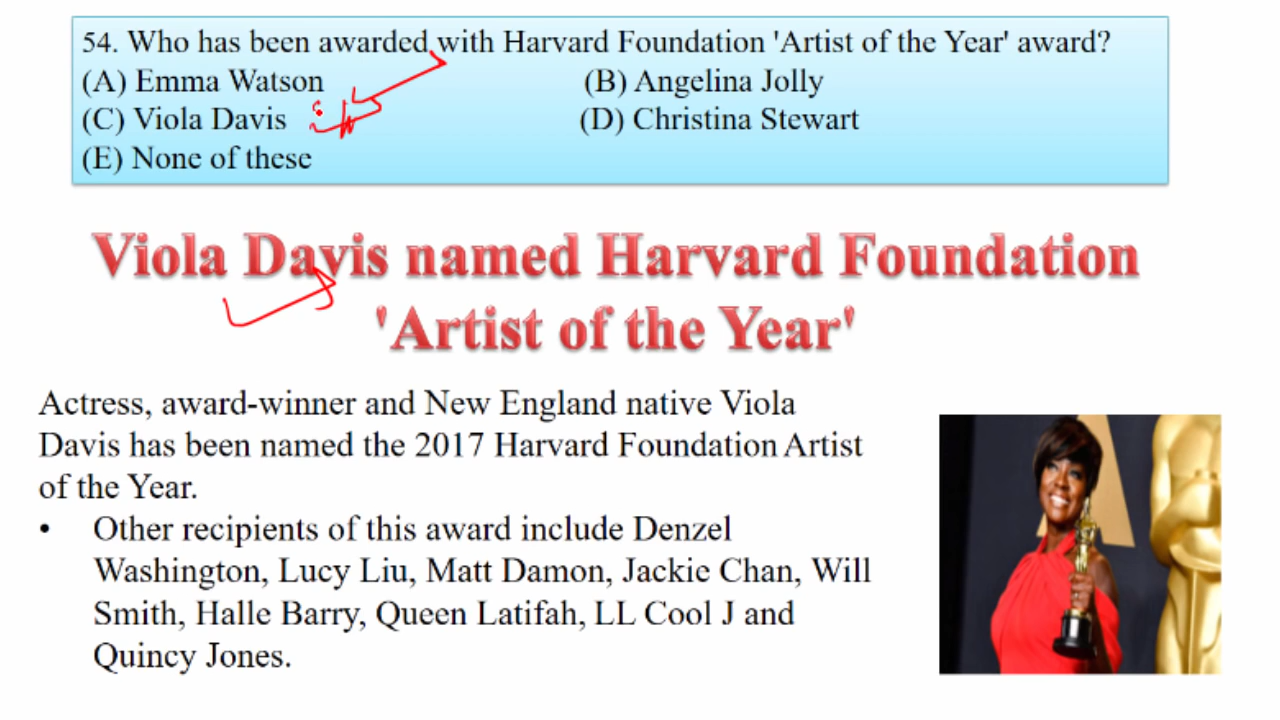 54. Who has been awarded with Harvard Foundation 'Artist of the Year' award?
(A) Emma Watson (B) Angelina Jolly
(C) Viola Davis (D) Christina Stewart
(E) None of these
Viola Davis named Harvard Foundation
'Artist of the Year'
Actress, award-winner and New England native Viola
Davis has been named the 2017 Harvard Foundation Artist
of the Year.
• Other recipients of this award include Denzel
Washington, Lucy Liu, Matt Damon, Jackie Chan, Will
Smith, Halle Barry, Queen Latifah, LL Cool J and
Quincy Jones.